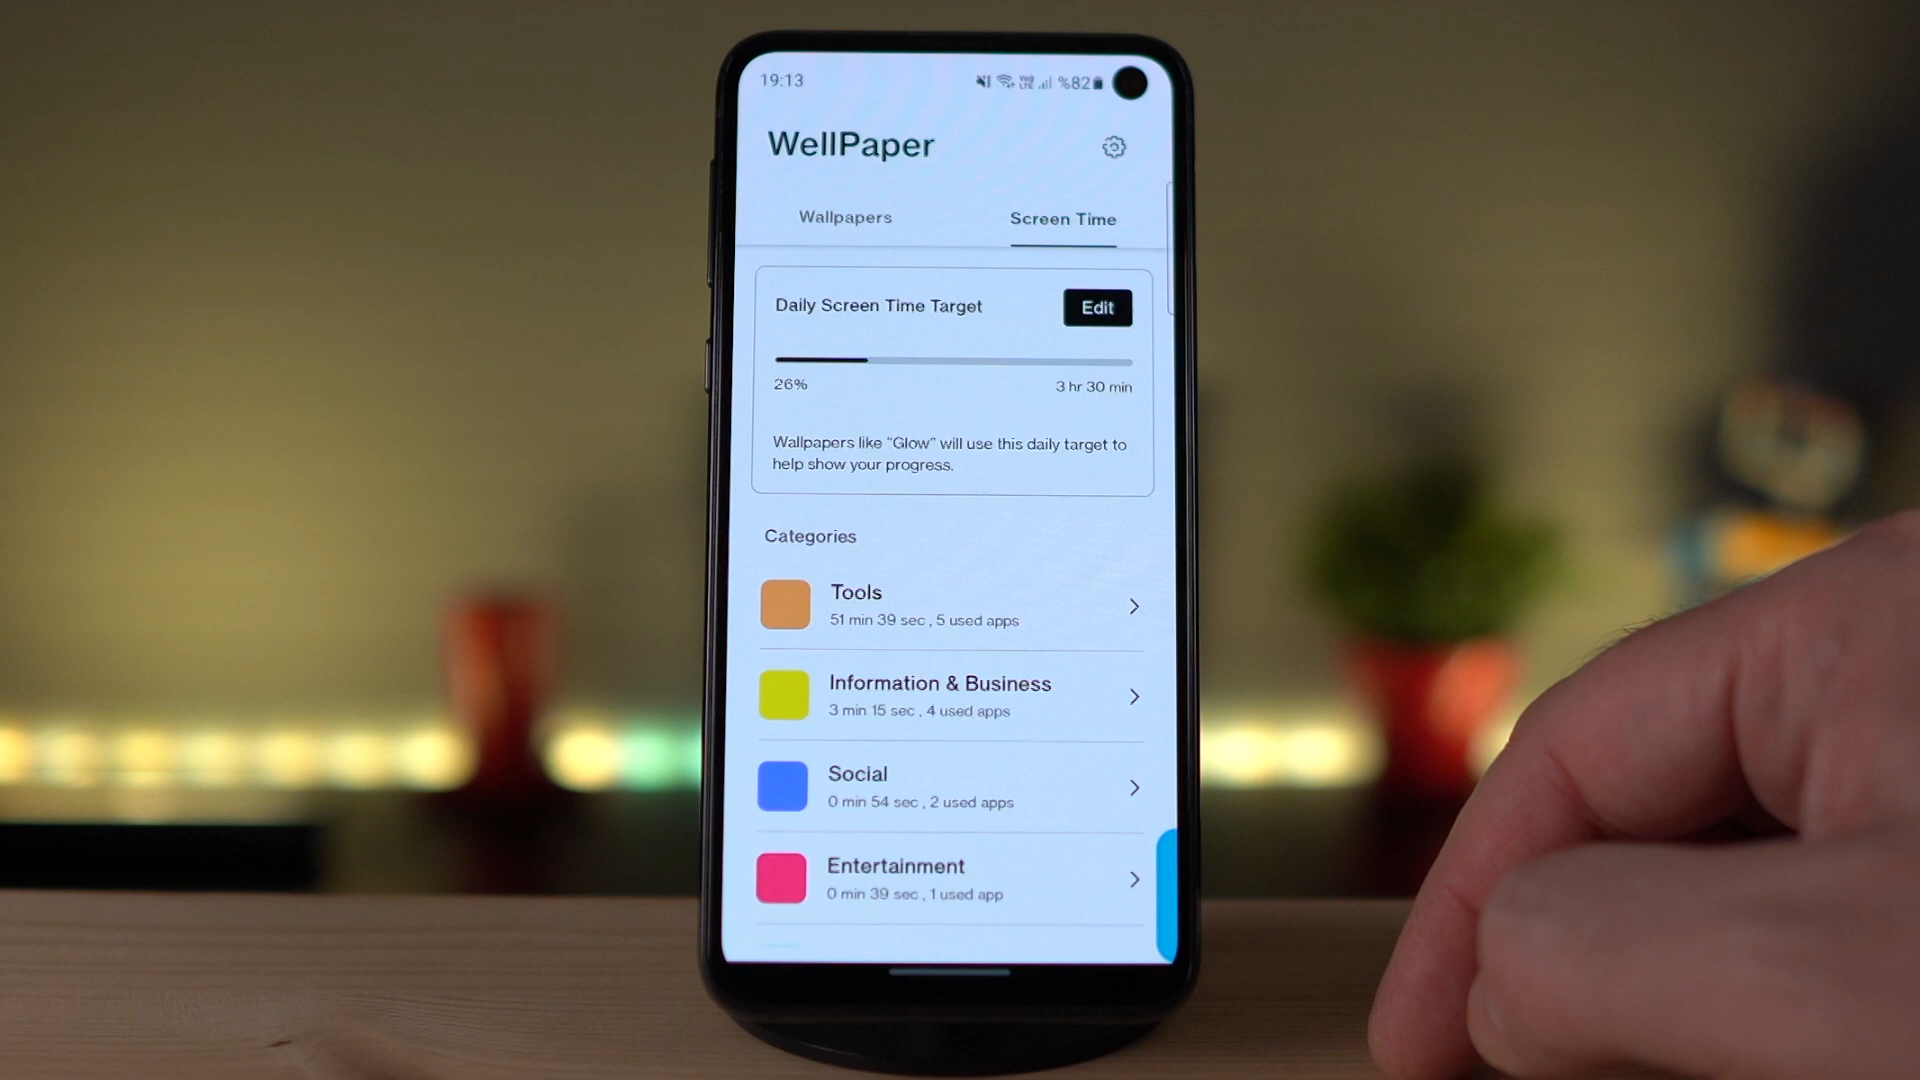 19:13
%82
WellPaper
Wallpapers
Screen Time
Daily Screen Time Target
Edit
26%
3 hr 30 min
Wallpapers like “Glow” will use this daily target to
help show your progress.
Categories
Tools
51 min 39 sec , 5 used apps
Information & Business
3 min 15 sec , 4 used apps
Social
0 min 54 sec , 2 used apps
Entertainment
0 min 39 sec , 1 used app